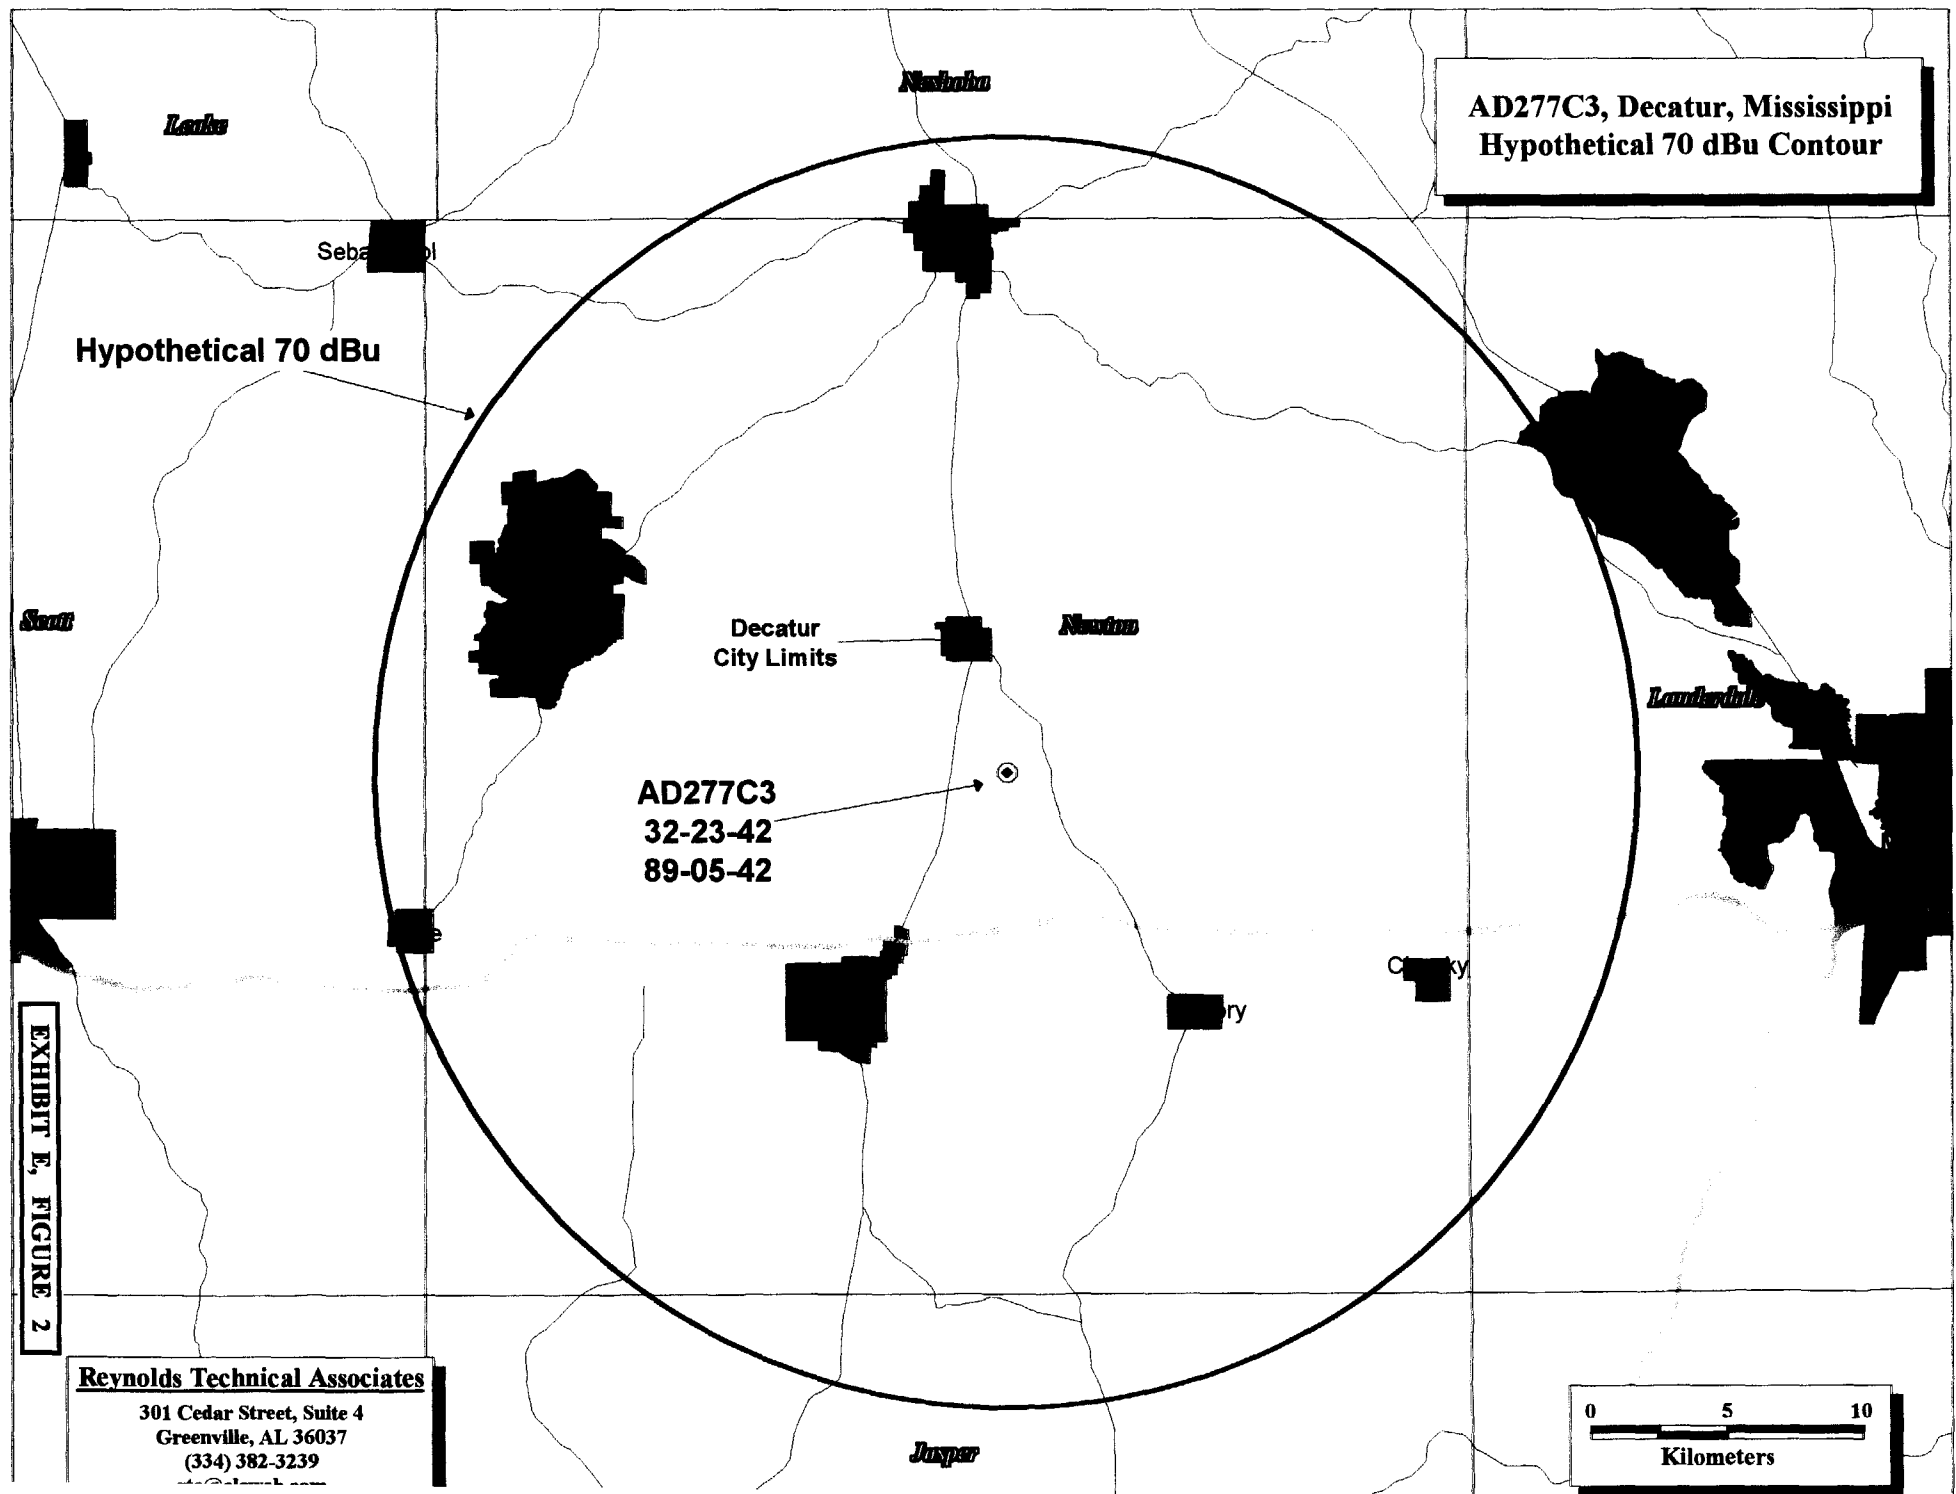 Neshoba
AD277C3, Decatur, Mississippi
Hypothetical 70 dBu Contour
Leake
Hypothetical 70 dBu
Scott
Decatur
City Limits
Newton
Lauderdale
AD277C3
32-23-42
89-05-42
EXHIBIT E, FIGURE 2
Reynolds Technical Associates
301 Cedar Street, Suite 4
Greenville, AL 36037
(334) 382-3239
Jasper
0 5 10
Kilometers